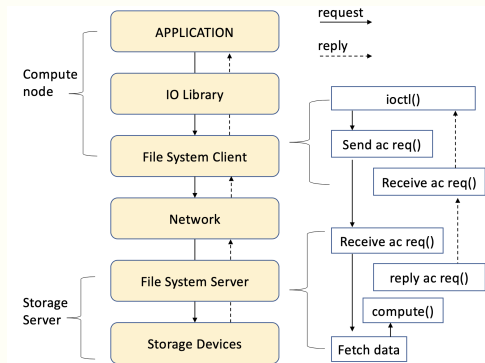 request
reply
Compute
node
APPLICATION
IO Library
File System Client
Network
Storage
Server
File System Server
Storage Devices
ioctl()
Send ac req()
Receive ac req()
Receive ac req()
reply ac req()
compute()
Fetch data